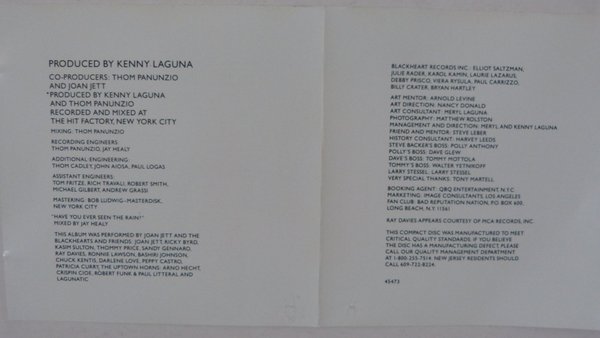 PRODUCED BY KENNY LAGUNA
CO-PRODUCERS: THOM PANUNZIO
AND JOAN JETT
*PRODUCED BY KENNY LAGUNA
AND THOM PANUNZIO
RECORDED AND MIXED AT
THE HIT FACTORY, NEW YORK CITY
MIXING: THOM PANUNZIO
RECORDING ENGINEERS:
THOM PANUNZIO, JAY HEALY
ADDITIONAL ENGINEERING:
THOM CADLEY, JOHN AIOSA, PAUL LOGAS
ASSISTANT ENGINEERS:
TOM FRITZE, RICH TRAVALI, ROBERT SMITH,
MICHAEL GILBERT, ANDREW GRASSI
MASTERING: BOB LUDWIG-MASTERDISK,
NEW YORK CITY
"HAVE YOU EVER SEEN THE RAIN?"
MIXED BY JAY HEALY
THIS ALBUM WAS PERFORMED BY JOAN JETT AND THE
BLACKHEARTS AND FRIENDS: JOAN JETT, RICKY BYRD,
KASIM SULTON, THOMMY PRICE, SANDY GENNARO,
RAY DAVIES, RONNIE LAWSON, BASHIRI JOHNSON,
CHUCK KENTIS, DARLENE LOVE, PEPPY CASTRO,
PATRICIA CURRY, THE UPTOWN HORNS: ARNO HECHT,
CRISPIN CIOE, ROBERT FUNK & PAUL LITTERAL AND
LAGUNATIC
BLACKHEART RECORDS INC.: ELLIOT SALTZMAN,
JULIE RADER, KAROL KAMIN, LAURIE LAZARUS,
DEBBY PRISCO, VIERA RYSULA, PAUL CARRIZZO,
BILLY CRATER, BRYAN HARTLEY
ART MENTOR: ARNOLD LEVINE
ART DIRECTION: NANCY DONALD
ART CONSULTANT: MERYL LAGUNA
PHOTOGRAPHY: MATTHEW ROLSTON
MANAGEMENT AND DIRECTION: MERYL AND KENNY LAGUNA
FRIEND AND MENTOR: STEVE LEBER
HISTORY CONSULTANT: HARVEY LEEDS
STEVE BACKER'S BOSS: POLLY ANTHONY
POLLY'S BOSS: DAVE GLEW
DAVE'S BOSS: TOMMY MOTTOLA
TOMMY'S BOSS: WALTER YETNIKOFF
LARRY STESSEL: LARRY STESSEL
VERY SPECIAL THANKS: TONY MARTELL
BOOKING AGENT: QBQ ENTERTAINMENT, N.Y.C.
MARKETING: IMAGE CONSULTANTS, LOS ANGELES
FAN CLUB: BAD REPUTATION NATION, P.O. BOX 600,
LONG BEACH, N.Y. 11561
RAY DAVIES APPEARS COURTESY OF MCA RECORDS, INC.
THIS COMPACT DISC WAS MANUFACTURED TO MEET
CRITICAL QUALITY STANDARDS. IF YOU BELIEVE
THE DISC HAS A MANUFACTURING DEFECT, PLEASE
CALL OUR QUALITY MANAGEMENT DEPARTMENT
AT 1-800-255-7514. NEW JERSEY RESIDENTS SHOULD
CALL 609-722-8224.
45473